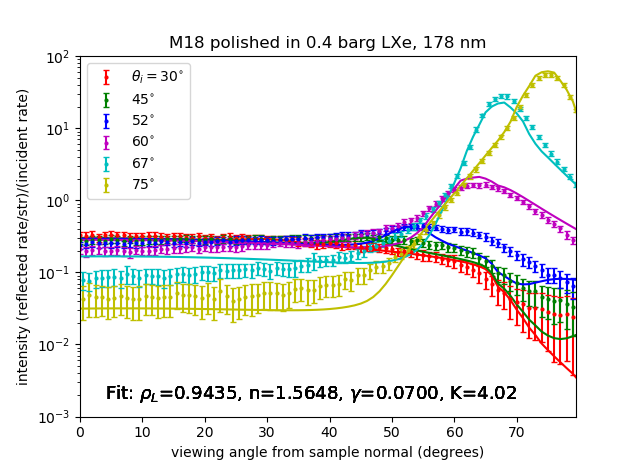 M18 polished in 0.4 barg LXe, 178 nm
intensity (reflected rate/str)/(incident rate)
10²
10¹
10⁰
10⁻¹
10⁻²
10⁻³
θᵢ = 30°
45°
52°
60°
67°
75°
Fit: ρ_L=0.9435, n=1.5648, γ=0.0700, K=4.02
0 10 20 30 40 50 60 70
viewing angle from sample normal (degrees)